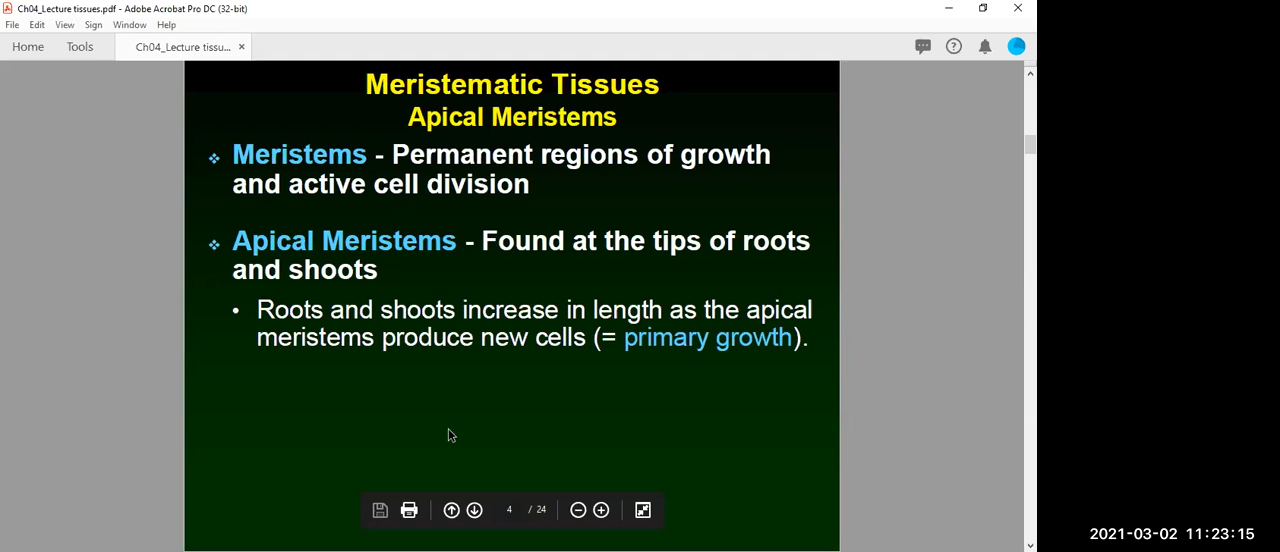 Ch04_Lecture tissues.pdf - Adobe Acrobat Pro DC (32-bit)
File Edit View Sign Window Help
Home Tools Ch04_Lecture tissu... ×
Meristematic Tissues
Apical Meristems
❖ Meristems - Permanent regions of growth
and active cell division
❖ Apical Meristems - Found at the tips of roots
and shoots
• Roots and shoots increase in length as the apical
meristems produce new cells (= primary growth).
4 / 24
2021-03-02 11:23:15